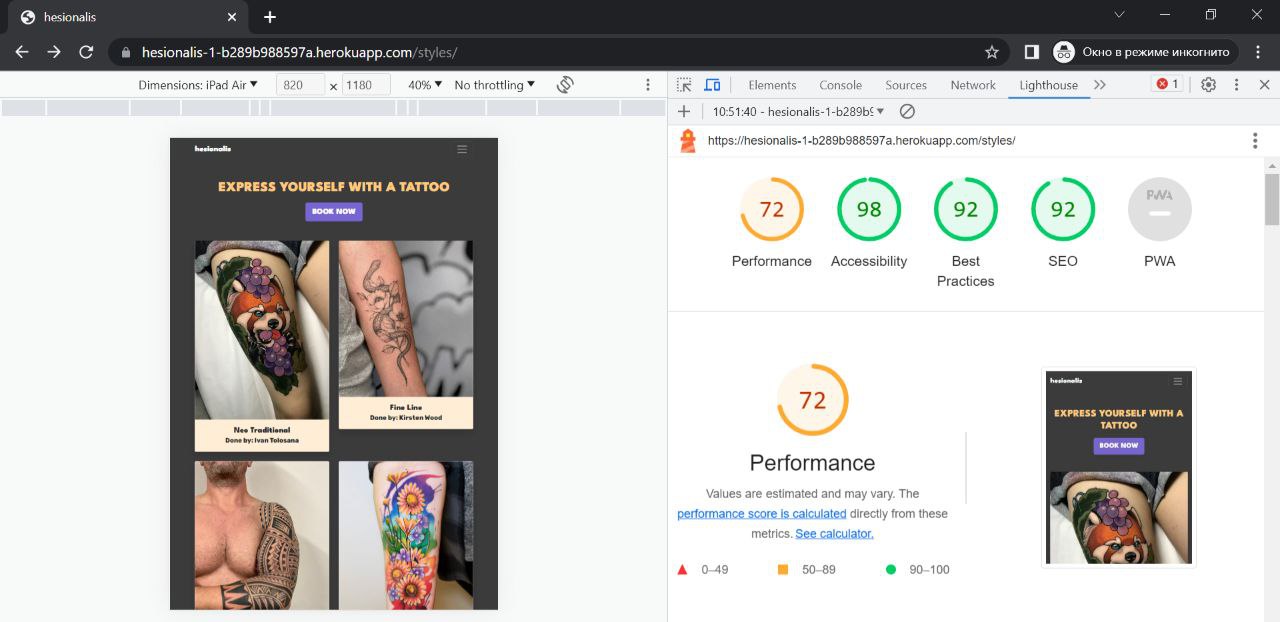 hesionalis
hesionalis-1-b289b988597a.herokuapp.com/styles/
Окно в режиме инкогнито
Dimensions: iPad Air 820 x 1180 40% No throttling
hesionalis
EXPRESS YOURSELF WITH A TATTOO
BOOK NOW
Neo Traditional
Done by: Ivan Tolosana
Fine Line
Done by: Kirsten Wood
Elements Console Sources Network Lighthouse 1
10:51:40 - hesionalis-1-b289b9
https://hesionalis-1-b289b988597a.herokuapp.com/styles/
72 98 92 92 PWA
Performance Accessibility Best SEO PWA
Practices
72
Performance
Values are estimated and may vary. The
performance score is calculated directly from these
metrics. See calculator.
0–49 50–89 90–100
hesionalis
EXPRESS YOURSELF WITH A
TATTOO
BOOK NOW